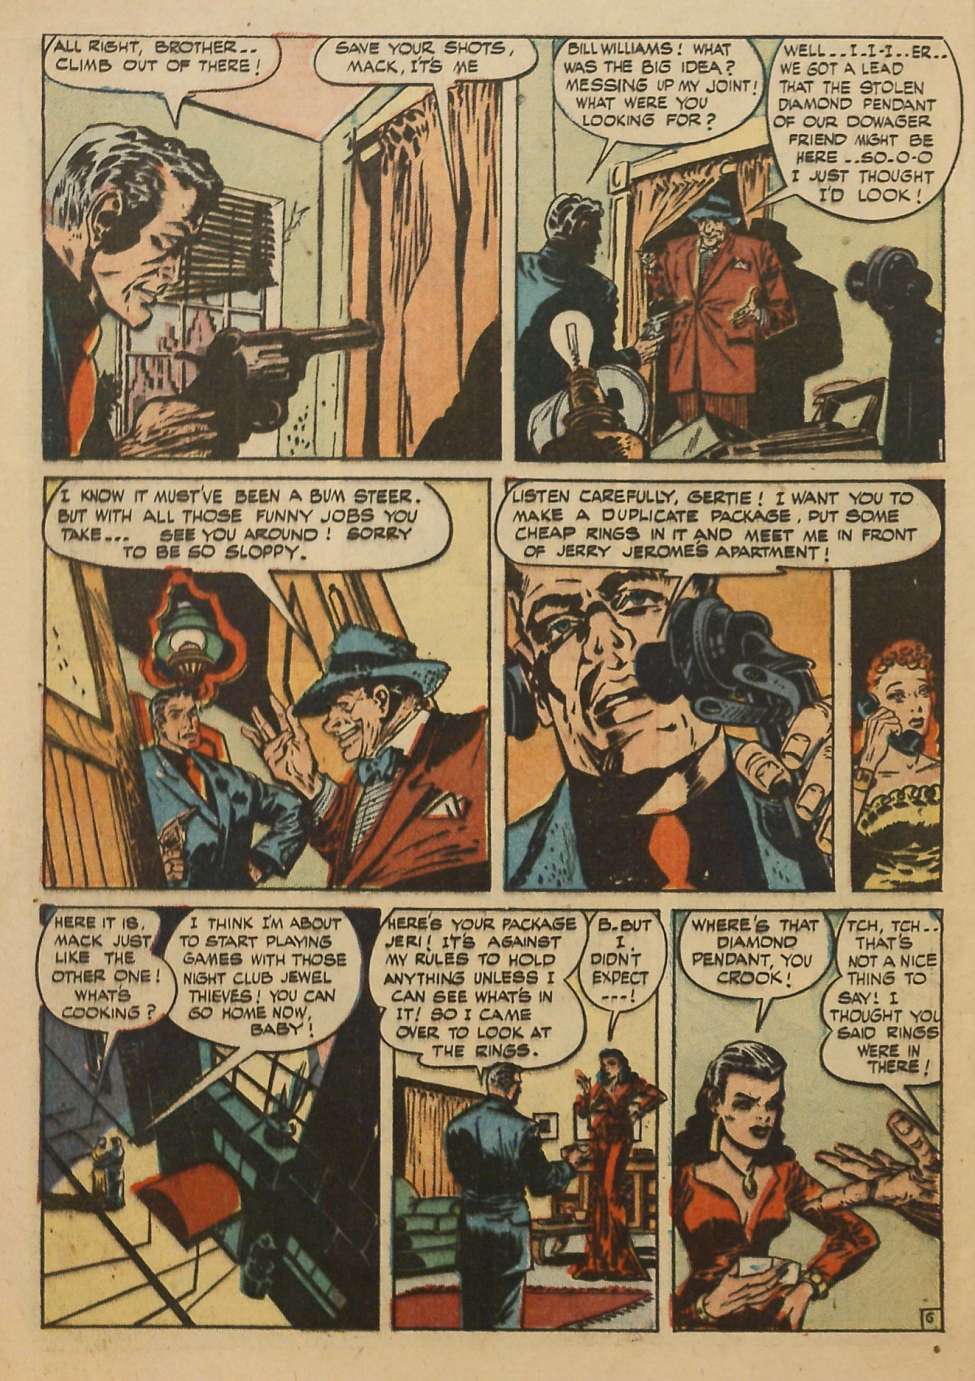 ALL RIGHT, BROTHER..
CLIMB OUT OF THERE!
SAVE YOUR SHOTS,
MACK, IT'S ME
BILL WILLIAMS! WHAT
WAS THE BIG IDEA?
MESSING UP MY JOINT!
WHAT WERE YOU
LOOKING FOR?
WELL...I-I-I..ER..
WE GOT A LEAD
THAT THE STOLEN
DIAMOND PENDANT
OF OUR DOWAGER
FRIEND MIGHT BE
HERE..SO-O-O
I JUST THOUGHT
I'D LOOK!
I KNOW IT MUST'VE BEEN A BUM STEER.
BUT WITH ALL THOSE FUNNY JOBS YOU
TAKE... SEE YOU AROUND! SORRY
TO BE SO SLOPPY.
LISTEN CAREFULLY, GERTIE! I WANT YOU TO
MAKE A DUPLICATE PACKAGE, PUT SOME
CHEAP RINGS IN IT AND MEET ME IN FRONT
OF JERRY JEROME'S APARTMENT!
HERE IT IS,
MACK JUST
LIKE THE
OTHER ONE!
WHAT'S
COOKING?
I THINK I'M ABOUT
TO START PLAYING
GAMES WITH THOSE
NIGHT CLUB JEWEL
THIEVES! YOU CAN
GO HOME NOW,
BABY!
HERE'S YOUR PACKAGE
JERI! IT'S AGAINST
MY RULES TO HOLD
ANYTHING UNLESS I
CAN SEE WHAT'S IN
IT! SO I CAME
OVER TO LOOK AT
THE RINGS.
B..BUT
I
DIDN'T
EXPECT
---!
WHERE'S THAT
DIAMOND
PENDANT, YOU
CROOK!
TCH, TCH..
THAT'S
NOT A NICE
THING TO
SAY! I
THOUGHT YOU
SAID RINGS
WERE IN
THERE!
6